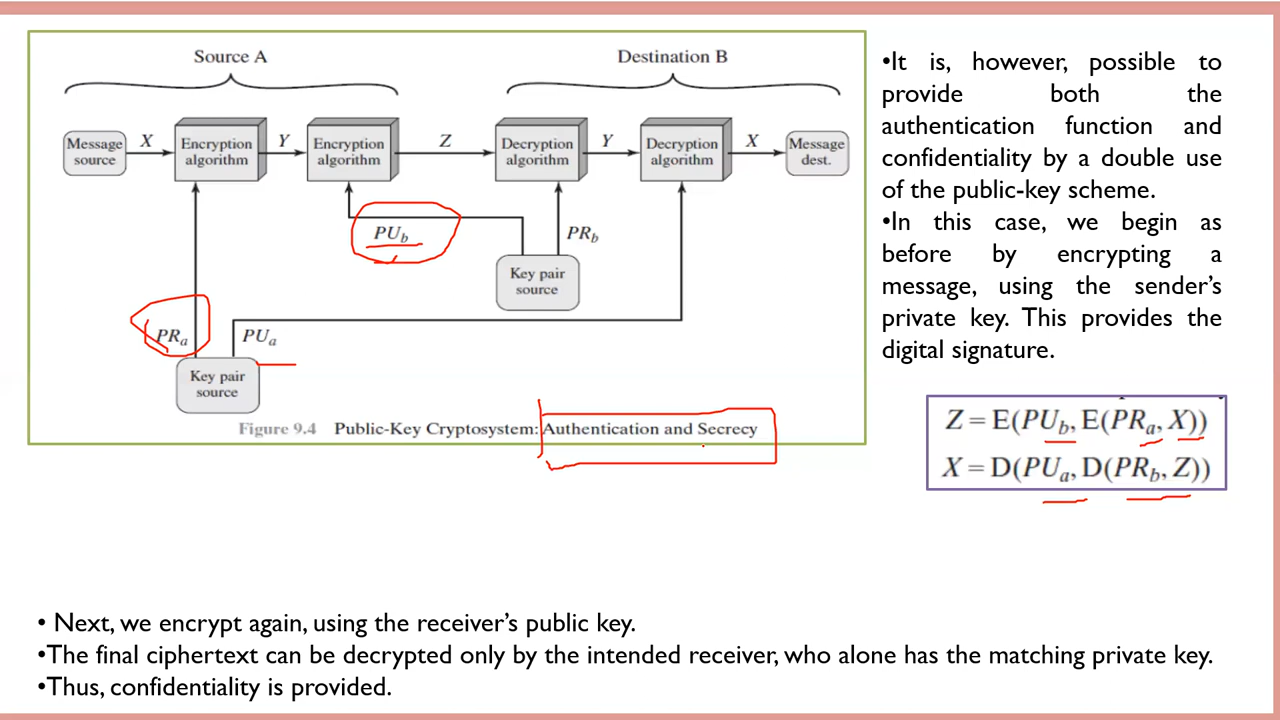 Source A
Destination B
Message source
X
Encryption algorithm
Y
Encryption algorithm
Z
Decryption algorithm
Y
Decryption algorithm
X
Message dest.
PUb
PRb
Key pair source
PRa
PUa
Key pair source
Figure 9.4 Public-Key Cryptosystem: Authentication and Secrecy
•It is, however, possible to
provide both the
authentication function and
confidentiality by a double use
of the public-key scheme.
•In this case, we begin as
before by encrypting a
message, using the sender's
private key. This provides the
digital signature.
Z = E(PUb, E(PRa, X))
X = D(PUa, D(PRb, Z))
• Next, we encrypt again, using the receiver's public key.
•The final ciphertext can be decrypted only by the intended receiver, who alone has the matching private key.
•Thus, confidentiality is provided.